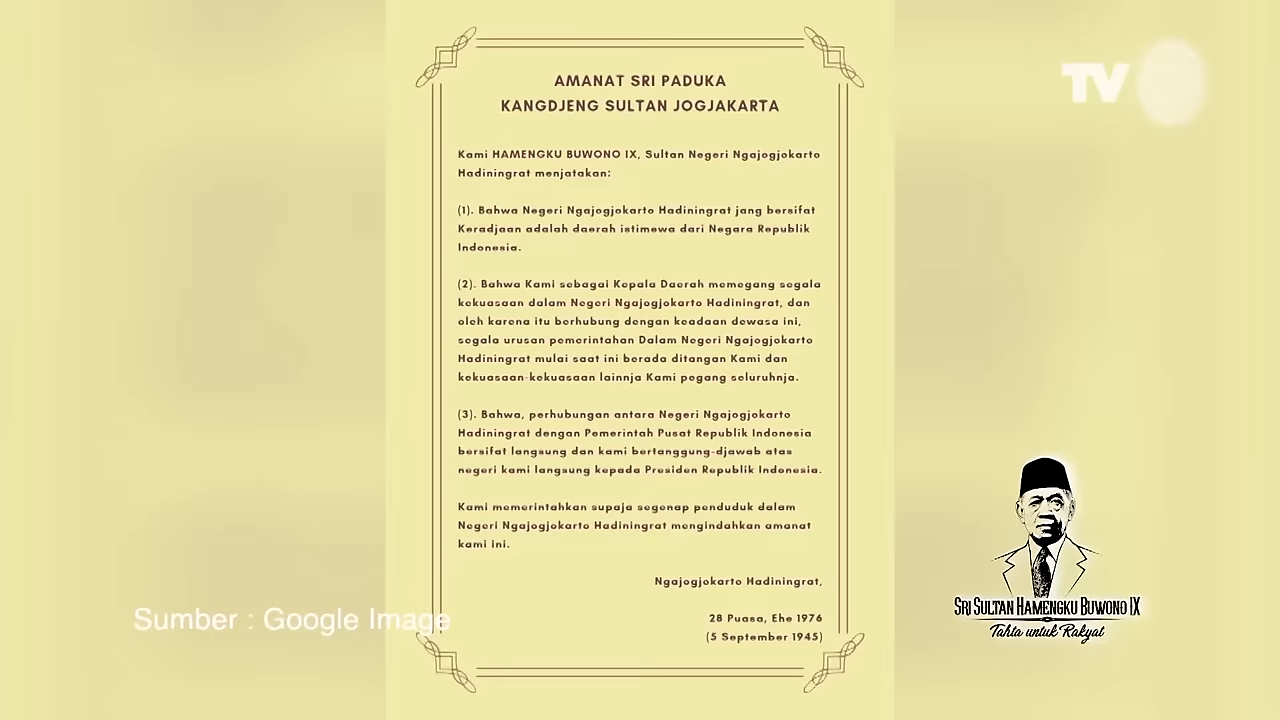 AMANAT SRI PADUKA
KANGDJENG SULTAN JOGJAKARTA
Kami HAMENGKU BUWONO IX, Sultan Negeri Ngajogjokarto
Hadiningrat menjatakan:
(1). Bahwa Negeri Ngajogjokarto Hadiningrat jang bersifat
Keradjaan adalah daerah istimewa dari Negara Republik
Indonesia.
(2). Bahwa Kami sebagai Kepala Daerah memegang segala
kekuasaan dalam Negeri Ngajogjokarto Hadiningrat, dan
oleh karena itu berhubung dengan keadaan dewasa ini,
segala urusan pemerintahan Dalam Negeri Ngajogjokarto
Hadiningrat mulai saat ini berada ditangan Kami dan
kekuasaan-kekuasaan lainnja Kami pegang seluruhnja.
(3). Bahwa, perhubungan antara Negeri Ngajogjokarto
Hadiningrat dengan Pemerintah Pusat Republik Indonesia
bersifat langsung dan kami bertanggung-djawab atas
negeri kami langsung kepada Presiden Republik Indonesia.
Kami memerintahkan supaja segenap penduduk dalam
Negeri Ngajogjokarto Hadiningrat mengindahkan amanat
kami ini.
Ngajogjokarto Hadiningrat,
28 Puasa, Ehe 1976
(5 September 1945)
TV
Sumber : Google Image
SRI SULTAN HAMENGKU BUWONO IX
Tahta untuk Rakyat